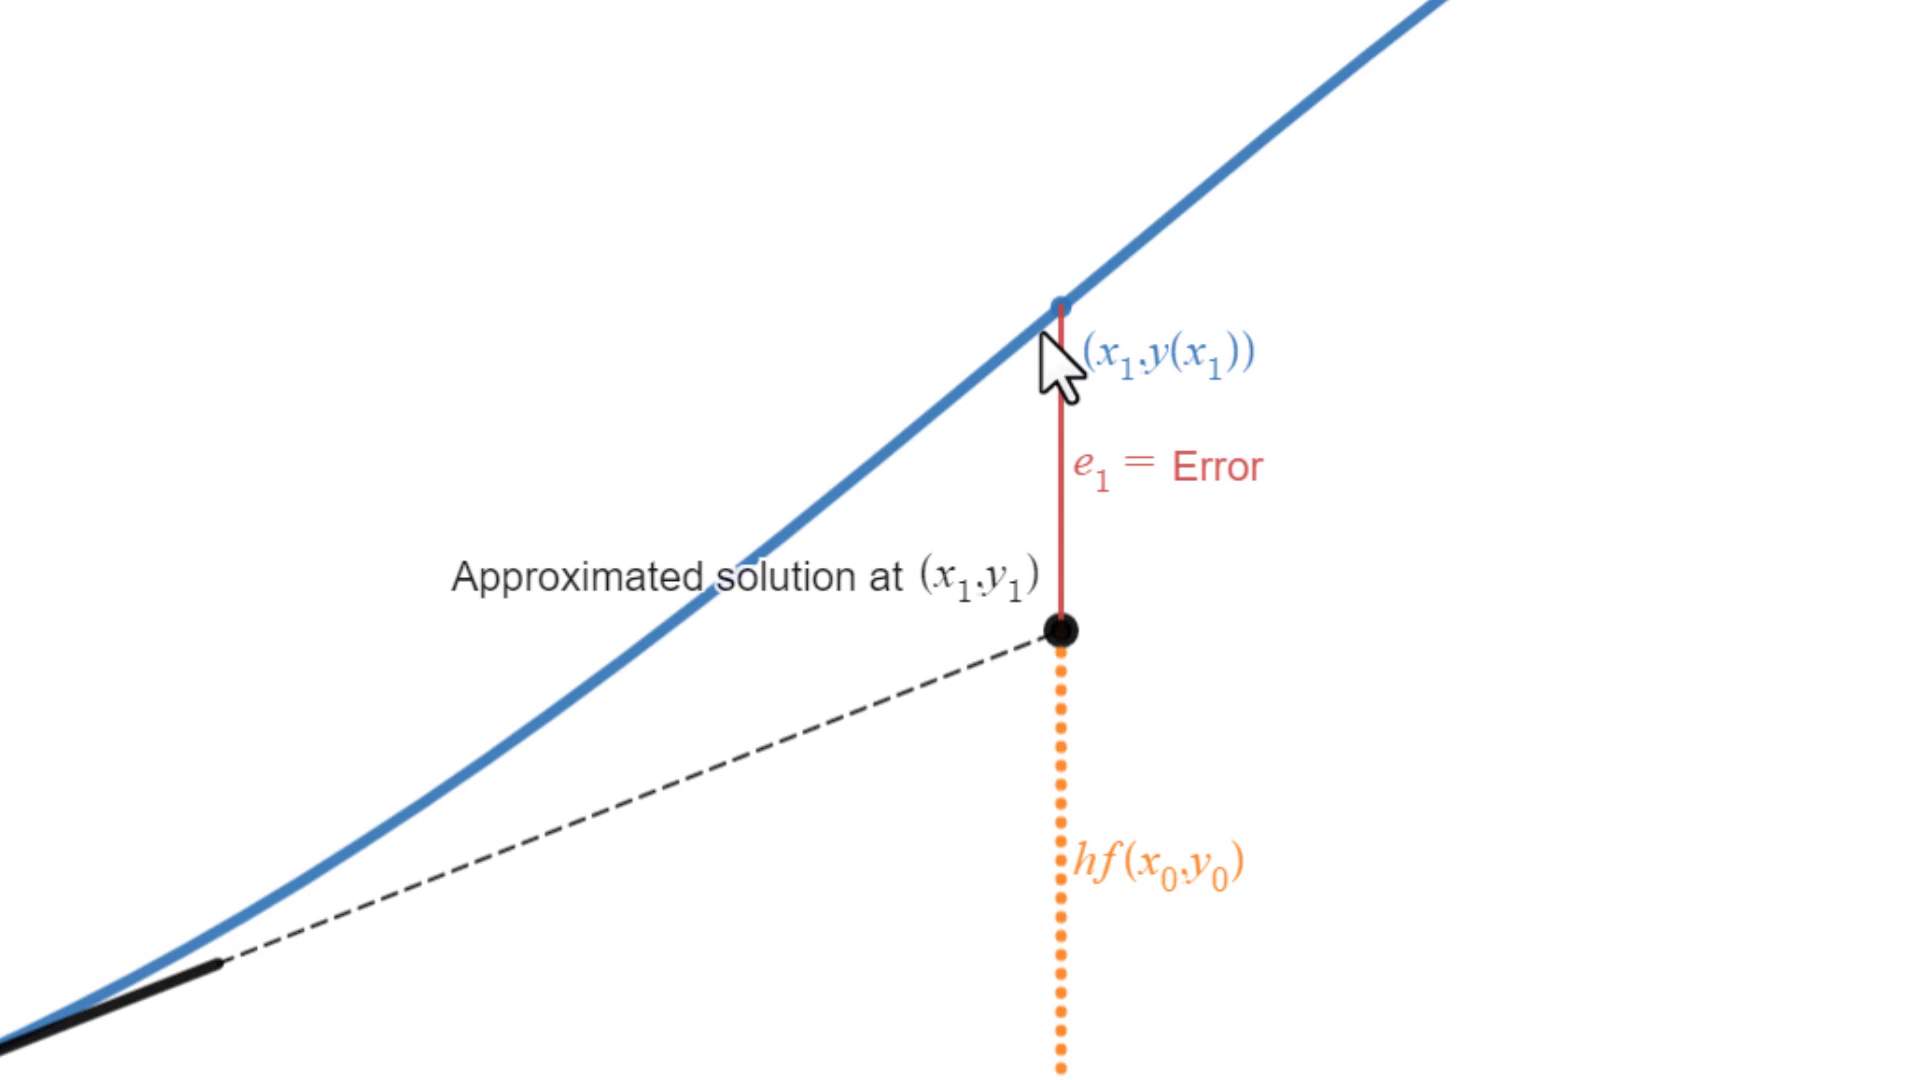 (x₁,y(x₁))
e₁ = Error
Approximated solution at (x₁,y₁)
hf(x₀,y₀)